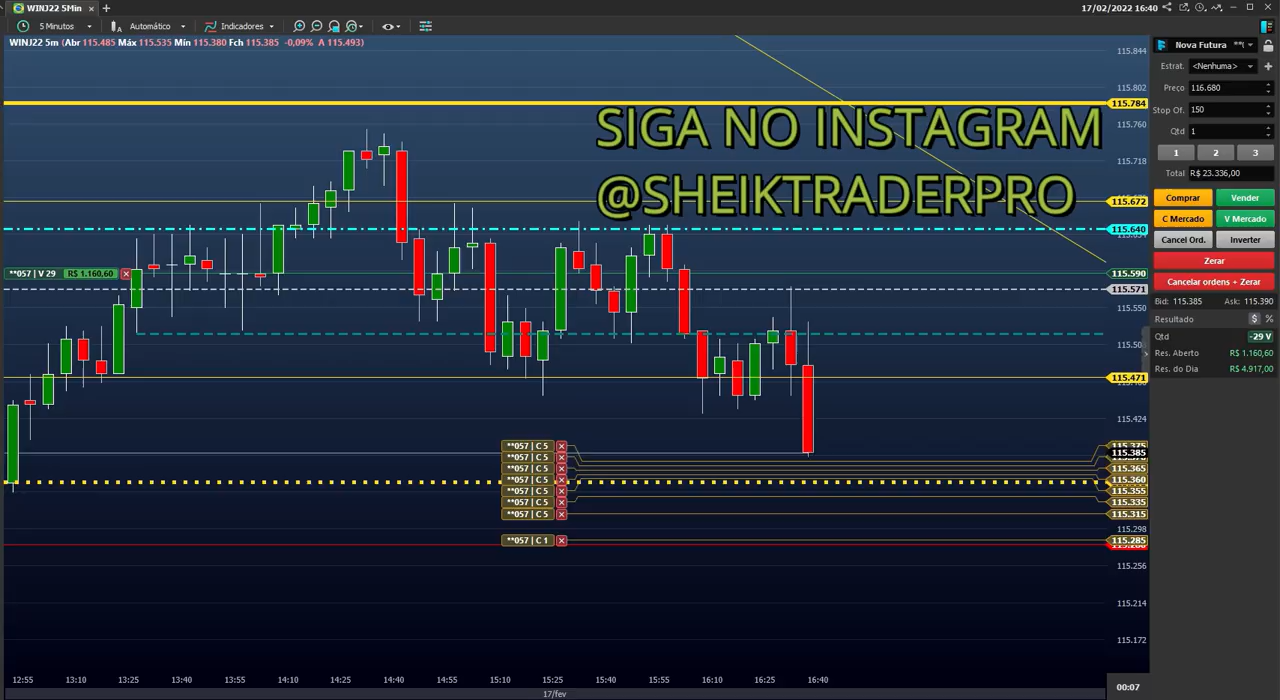 WINJ22 5Min
17/02/2022 16:40
5 Minutos
Automático
Indicadores
WINJ22 5m (Abr 115.485 Máx 115.535 Mín 115.380 Fch 115.385 -0,09% A 115.493)
SIGA NO INSTAGRAM
@SHEIKTRADERPRO
**057 | V 29 R$ 1.160,60
**057 | C 5
**057 | C 5
**057 | C 5
**057 | C 5
**057 | C 5
**057 | C 5
**057 | C 5
**057 | C 1
115.844
115.802
115.784
115.760
115.718
115.672
115.640
115.590
115.571
115.550
115.471
115.424
115.375
115.385
115.365
115.360
115.355
115.335
115.315
115.298
115.285
115.256
115.214
115.172
12:55 13:10 13:25 13:40 13:55 14:10 14:25 14:40 14:55 15:10 15:25 15:40 15:55 16:10 16:25 16:40
17/fev
00:07
Nova Futura
Estrat. <Nenhuma>
Preço 116.680
Stop Of. 150
Qtd 1
1 2 3
Total R$ 23.336,00
Comprar Vender
C Mercado V Mercado
Cancel Ord. Inverter
Zerar
Cancelar ordens + Zerar
Bid: 115.385 Ask: 115.390
Resultado $ %
Qtd -29 V
Res. Aberto R$ 1.160,60
Res. do Dia R$ 4.917,00